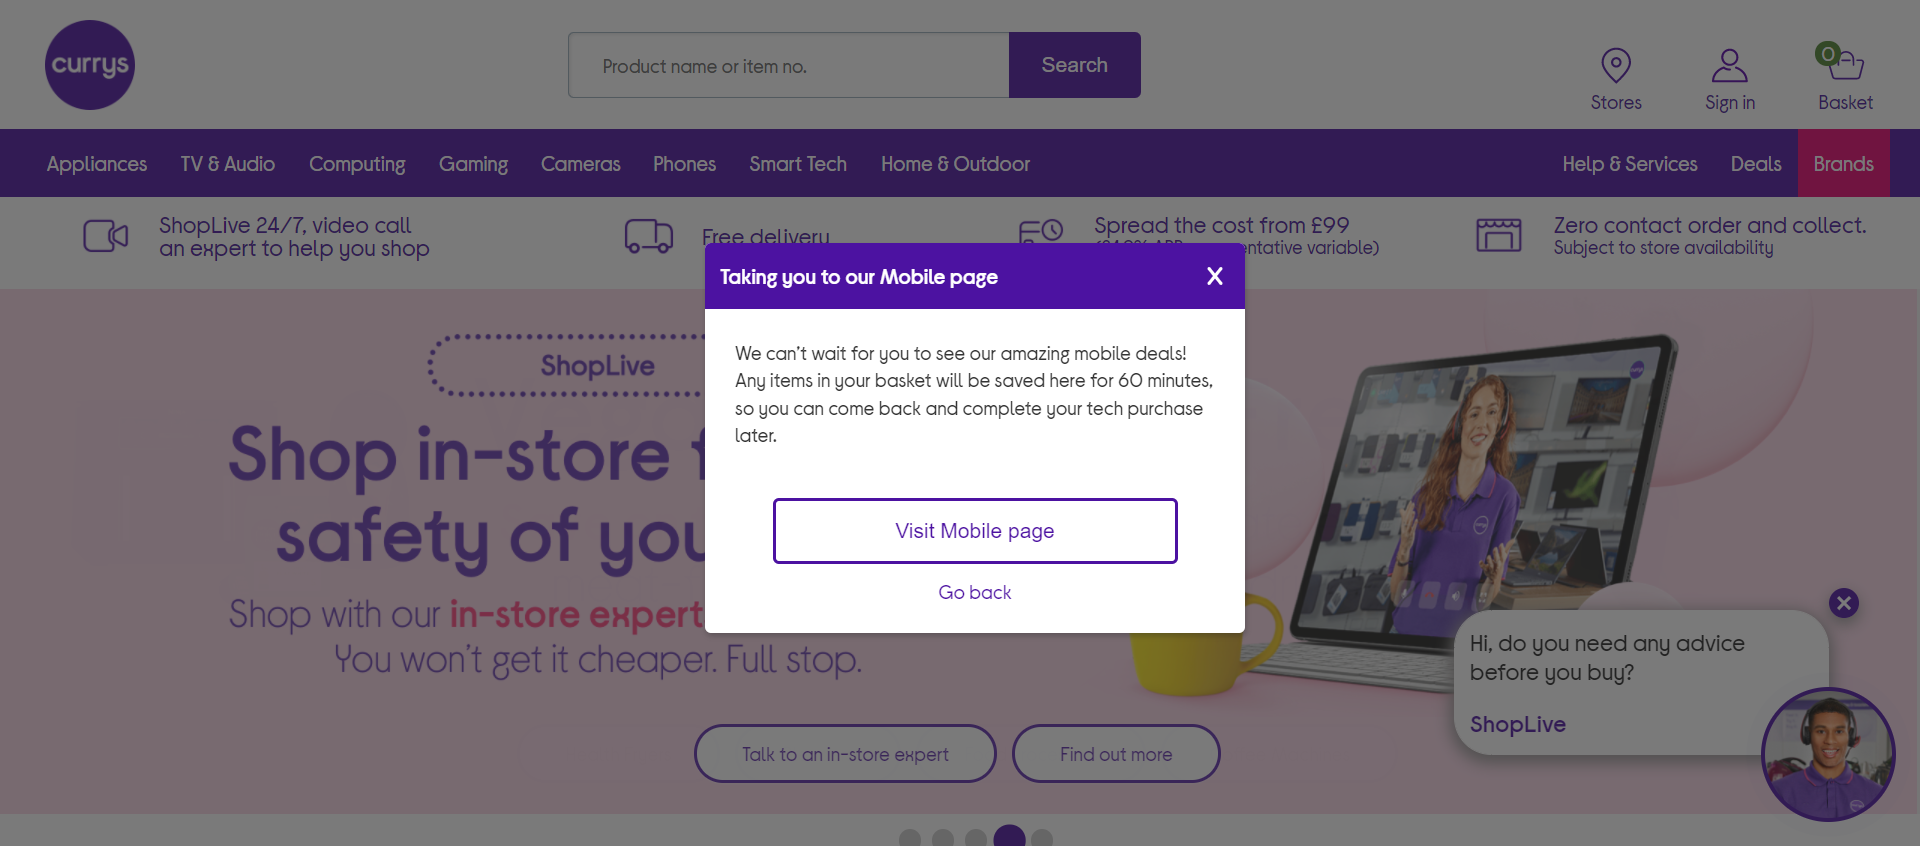 currys
Product name or item no.
Search
Stores
Sign in
0
Basket
Appliances
TV & Audio
Computing
Gaming
Cameras
Phones
Smart Tech
Home & Outdoor
Help & Services
Deals
Brands
ShopLive 24/7, video call
an expert to help you shop
Free delivery
Spread the cost from £99
variable)
Zero contact order and collect.
Subject to store availability
Taking you to our Mobile page
X
We can't wait for you to see our amazing mobile deals!
Any items in your basket will be saved here for 60 minutes,
so you can come back and complete your tech purchase
later.
Visit Mobile page
Go back
ShopLive
Shop in-store
safety of
Shop with our in-store expert
You won't get it cheaper. Full stop.
Talk to an in-store expert
Find out more
Hi, do you need any advice
before you buy?
ShopLive